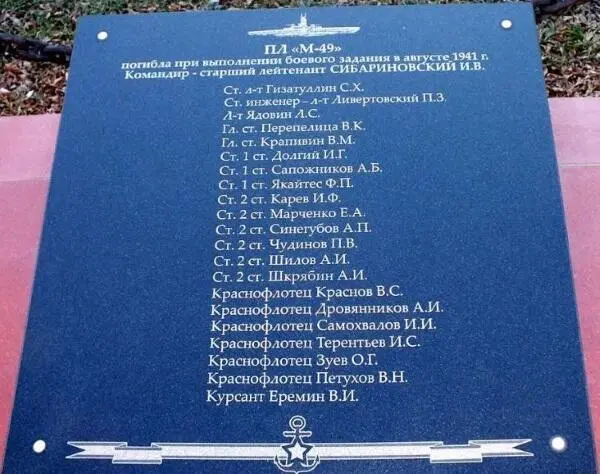 ПЛ «М-49»
погибла при выполнении боевого задания в августе 1941 г.
Командир - старший лейтенант СИБАРИНОВСКИЙ И.В.
Ст. л-т Гизатуллин С.Х.
Ст. инженер - л-т Ливертовский П.З.
Л-т Ядовин Л.С.
Гл. ст. Перепелица В.К.
Гл. ст. Крапивин В.М.
Ст. 1 ст. Долгий И.Г.
Ст. 1 ст. Сапожников А.Б.
Ст. 1 ст. Якайтес Ф.П.
Ст. 2 ст. Карев И.Ф.
Ст. 2 ст. Марченко Е.А.
Ст. 2 ст. Синегубов А.П.
Ст. 2 ст. Чудинов П.В.
Ст. 2 ст. Шилов А.И.
Ст. 2 ст. Шкрябин А.И.
Краснофлотец Краснов В.С.
Краснофлотец Дровянников А.И.
Краснофлотец Самохвалов И.И.
Краснофлотец Терентьев И.С.
Краснофлотец Зуев О.Г.
Краснофлотец Петухов В.Н.
Курсант Еремин В.И.